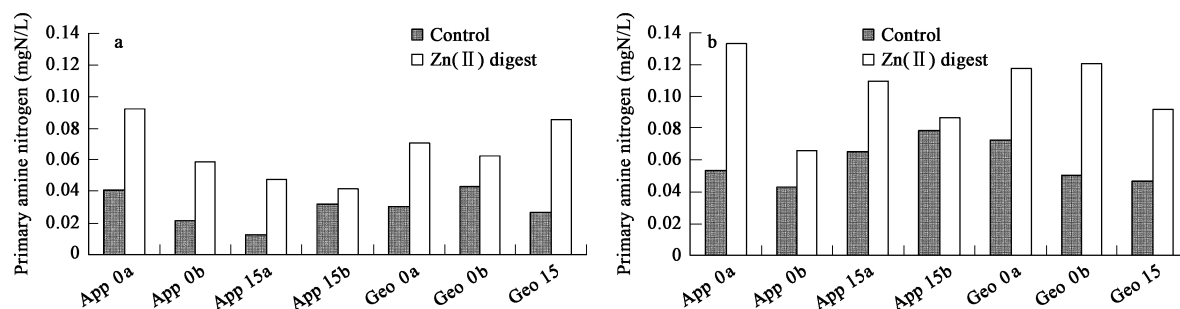 Primary amine nitrogen (mgN/L)
0.14
0.12
0.10
0.08
0.06
0.04
0.02
0
a
Control
Zn(Ⅱ) digest
App 0a
App 0b
App 15a
App 15b
Geo 0a
Geo 0b
Geo 15
Primary amine nitrogen (mgN/L)
0.14
0.12
0.10
0.08
0.06
0.04
0.02
0
b
Control
Zn(Ⅱ) digest
App 0a
App 0b
App 15a
App 15b
Geo 0a
Geo 0b
Geo 15